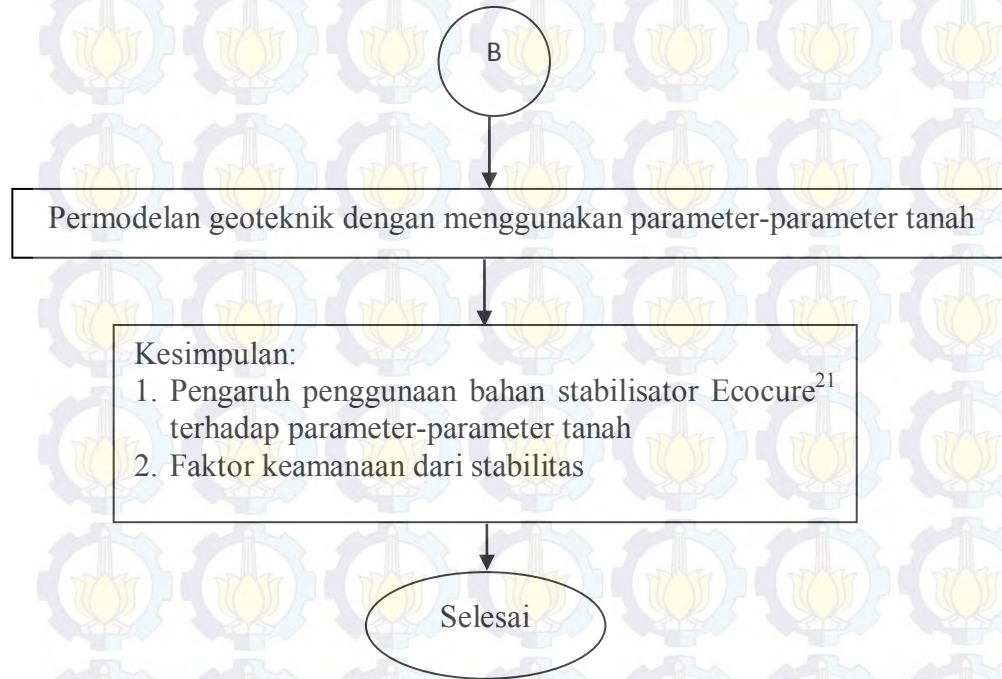 B
Permodelan geoteknik dengan menggunakan parameter-parameter tanah
Kesimpulan:
1. Pengaruh penggunaan bahan stabilisator Ecocure²¹
terhadap parameter-parameter tanah
2. Faktor keamanaan dari stabilitas
Selesai